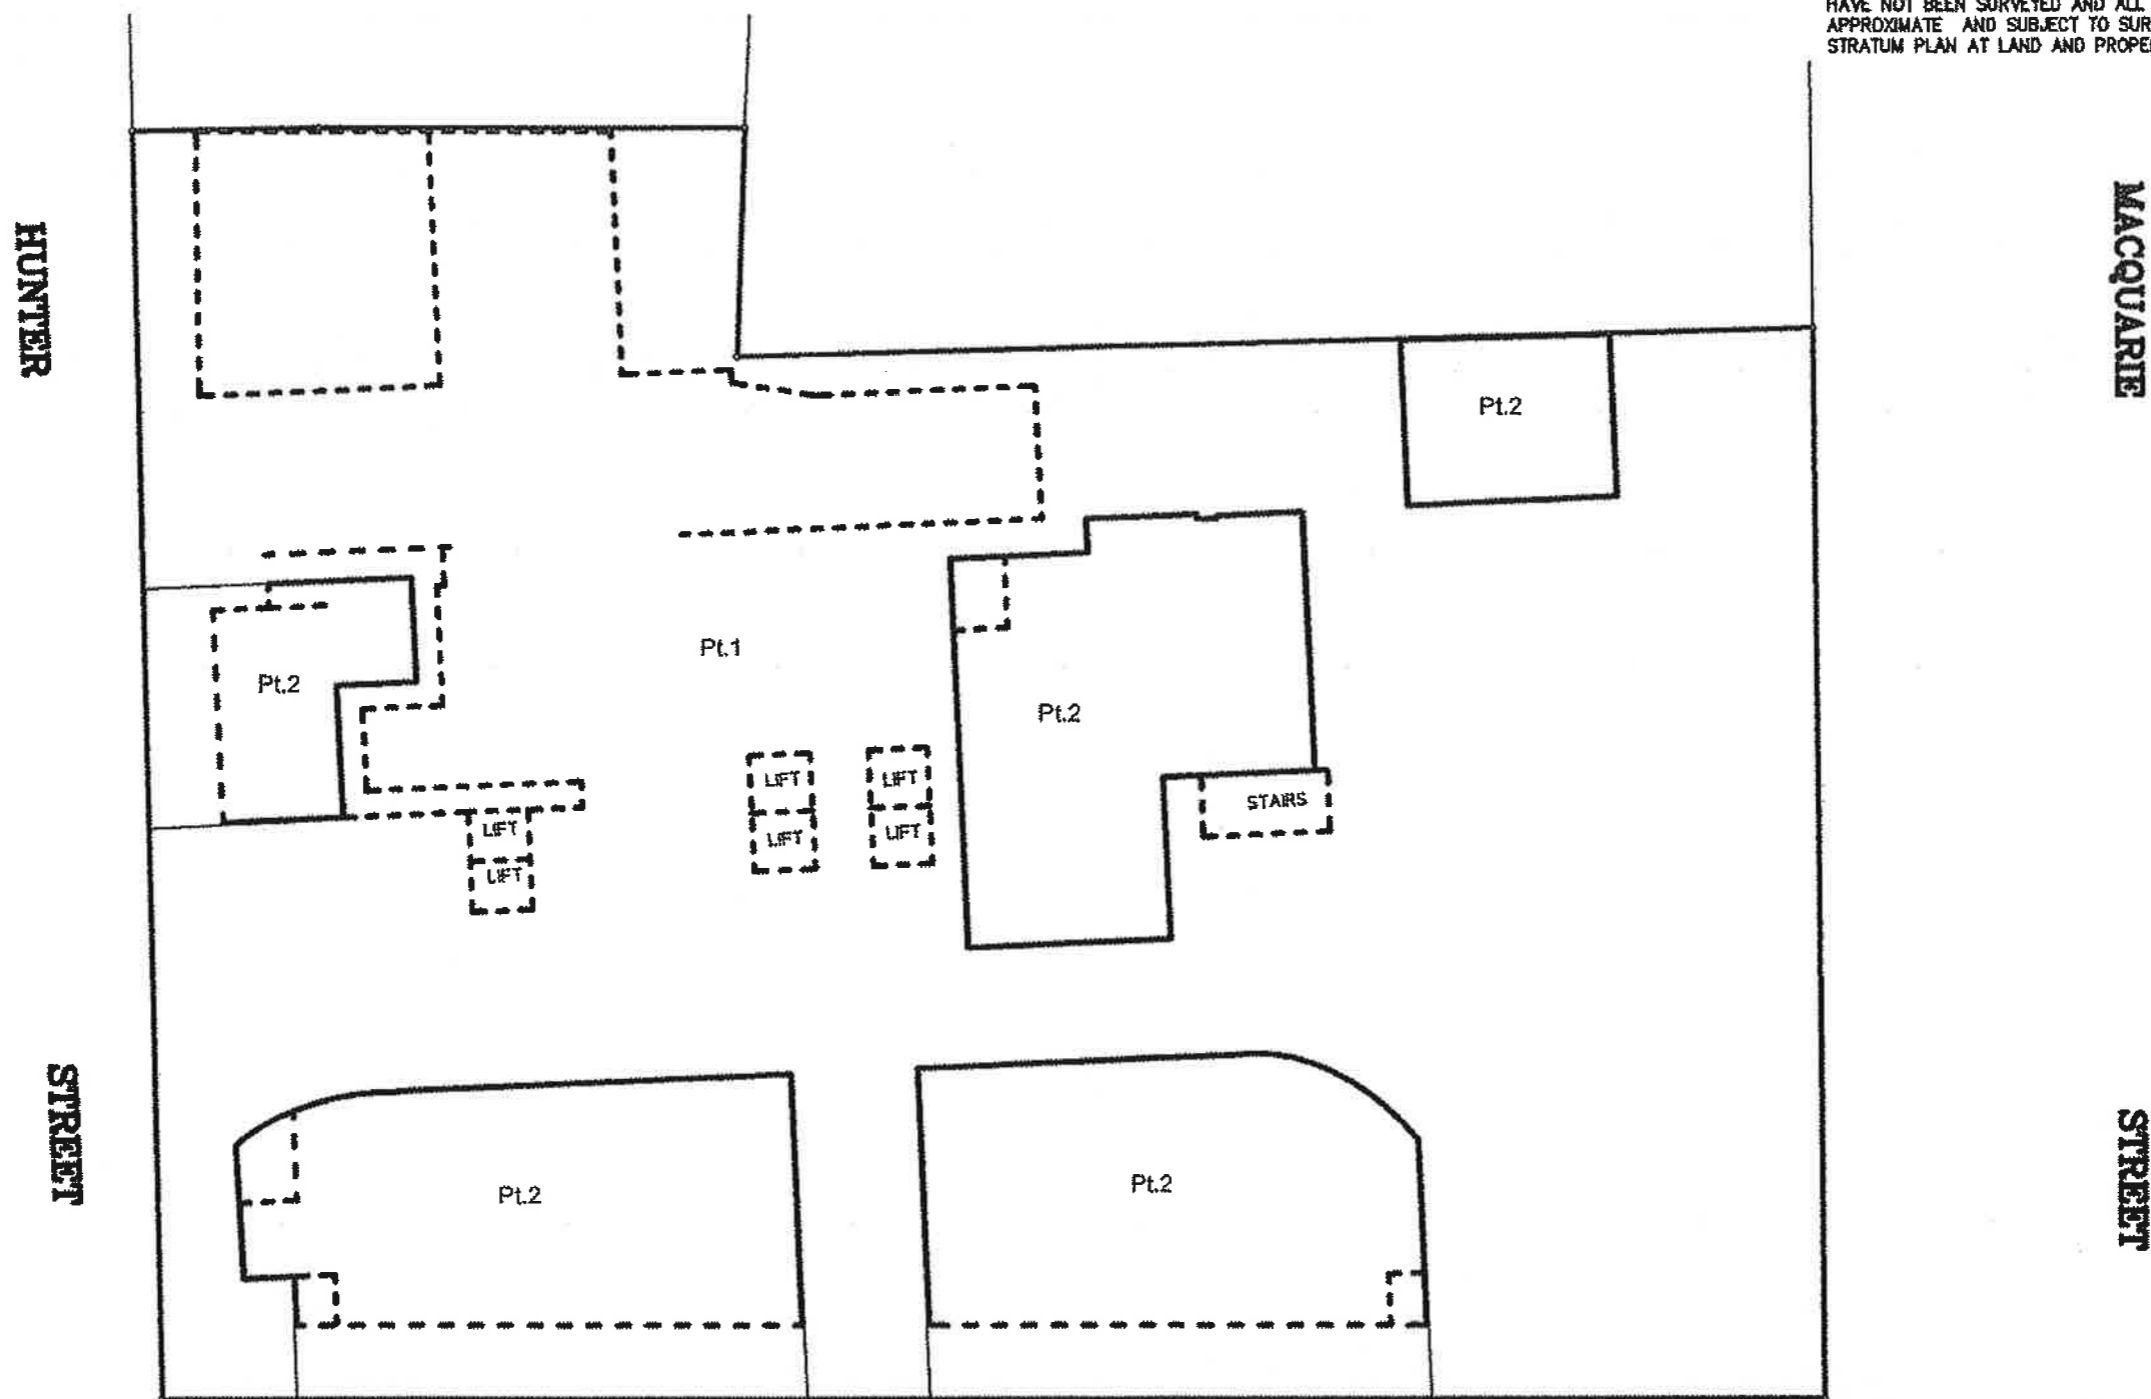 HAVE NOT BEEN SURVEYED AND ALL
APPROXIMATE AND SUBJECT TO SUR
STRATUM PLAN AT LAND AND PROPE
HUNTER
STREET
MACQUARIE
STREET
Pt.2
Pt.1
Pt.2
Pt.2
LIFT
LIFT
LIFT
LIFT
STAIRS
LIFT
LIFT
Pt.2
Pt.2